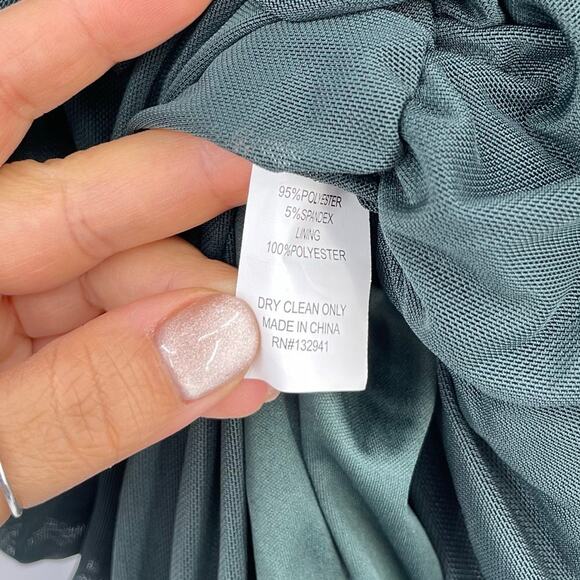 95%POLYESTER
5%SPANDEX
LINING
100%POLYESTER
DRY CLEAN ONLY
MADE IN CHINA
RN#132941